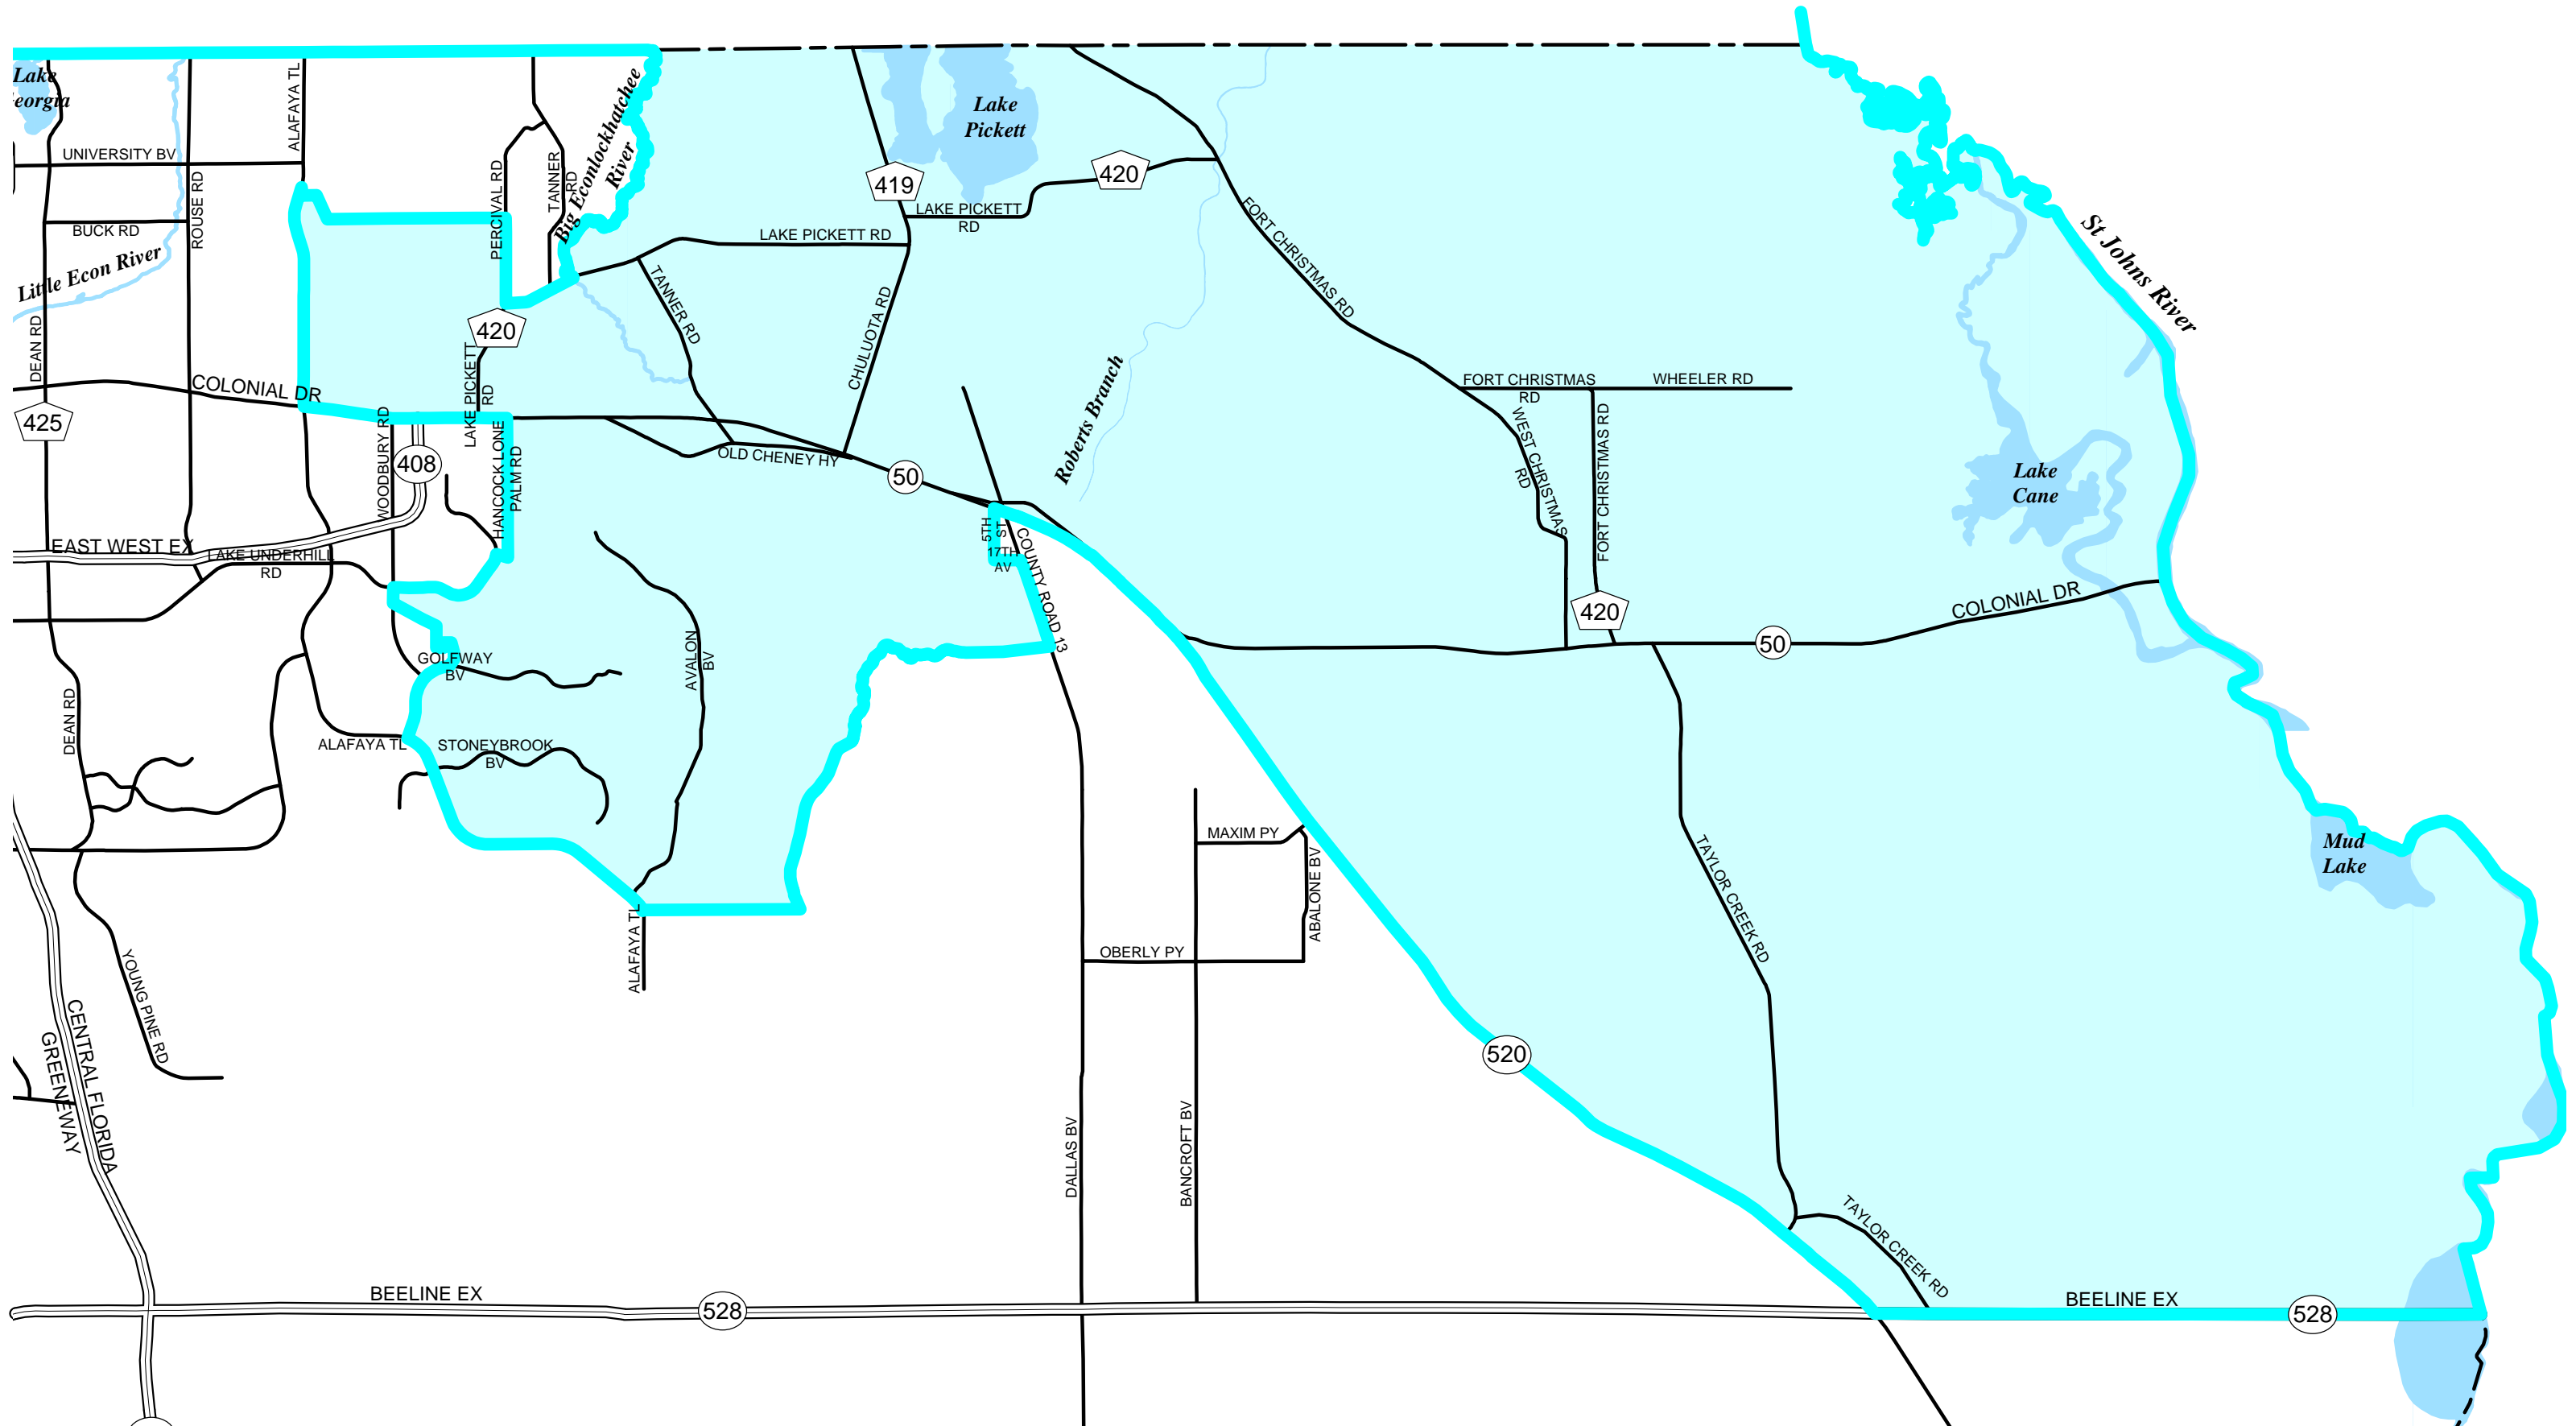 Lake
eorgia
ALAFAYA TL
UNIVERSITY BV
ROUSE RD
BUCK RD
Little Econ River
DEAN RD
PERCIVAL RD
TANNER
RD
Big Econlockhatchee
River
Lake
Pickett
419
420
LAKE PICKETT
RD
LAKE PICKETT RD
TANNER RD
CHULUOTA RD
FORT CHRISTMAS RD
St Johns River
420
LAKE PICKETT
RD
COLONIAL DR
425
WOODBURY RD
408
HANCOCK LONE
PALM RD
OLD CHENEY HY
50
Roberts Branch
FORT CHRISTMAS
RD
WHEELER RD
WEST CHRISTMAS
RD
FORT CHRISTMAS RD
Lake
Cane
EAST WEST EX
LAKE UNDERHILL
RD
5TH
ST
17TH
AV
COUNTY ROAD 13
420
COLONIAL DR
50
GOLFWAY
BV
AVALON
BV
DEAN RD
ALAFAYA TL
STONEYBROOK
BV
MAXIM PY
ABALONE BV
TAYLOR CREEK RD
Mud
Lake
ALAFAYA TL
OBERLY PY
YOUNG PINE RD
CENTRAL FLORIDA
GREENEWAY
520
DALLAS BV
BANCROFT BV
TAYLOR CREEK RD
BEELINE EX
528
BEELINE EX
528